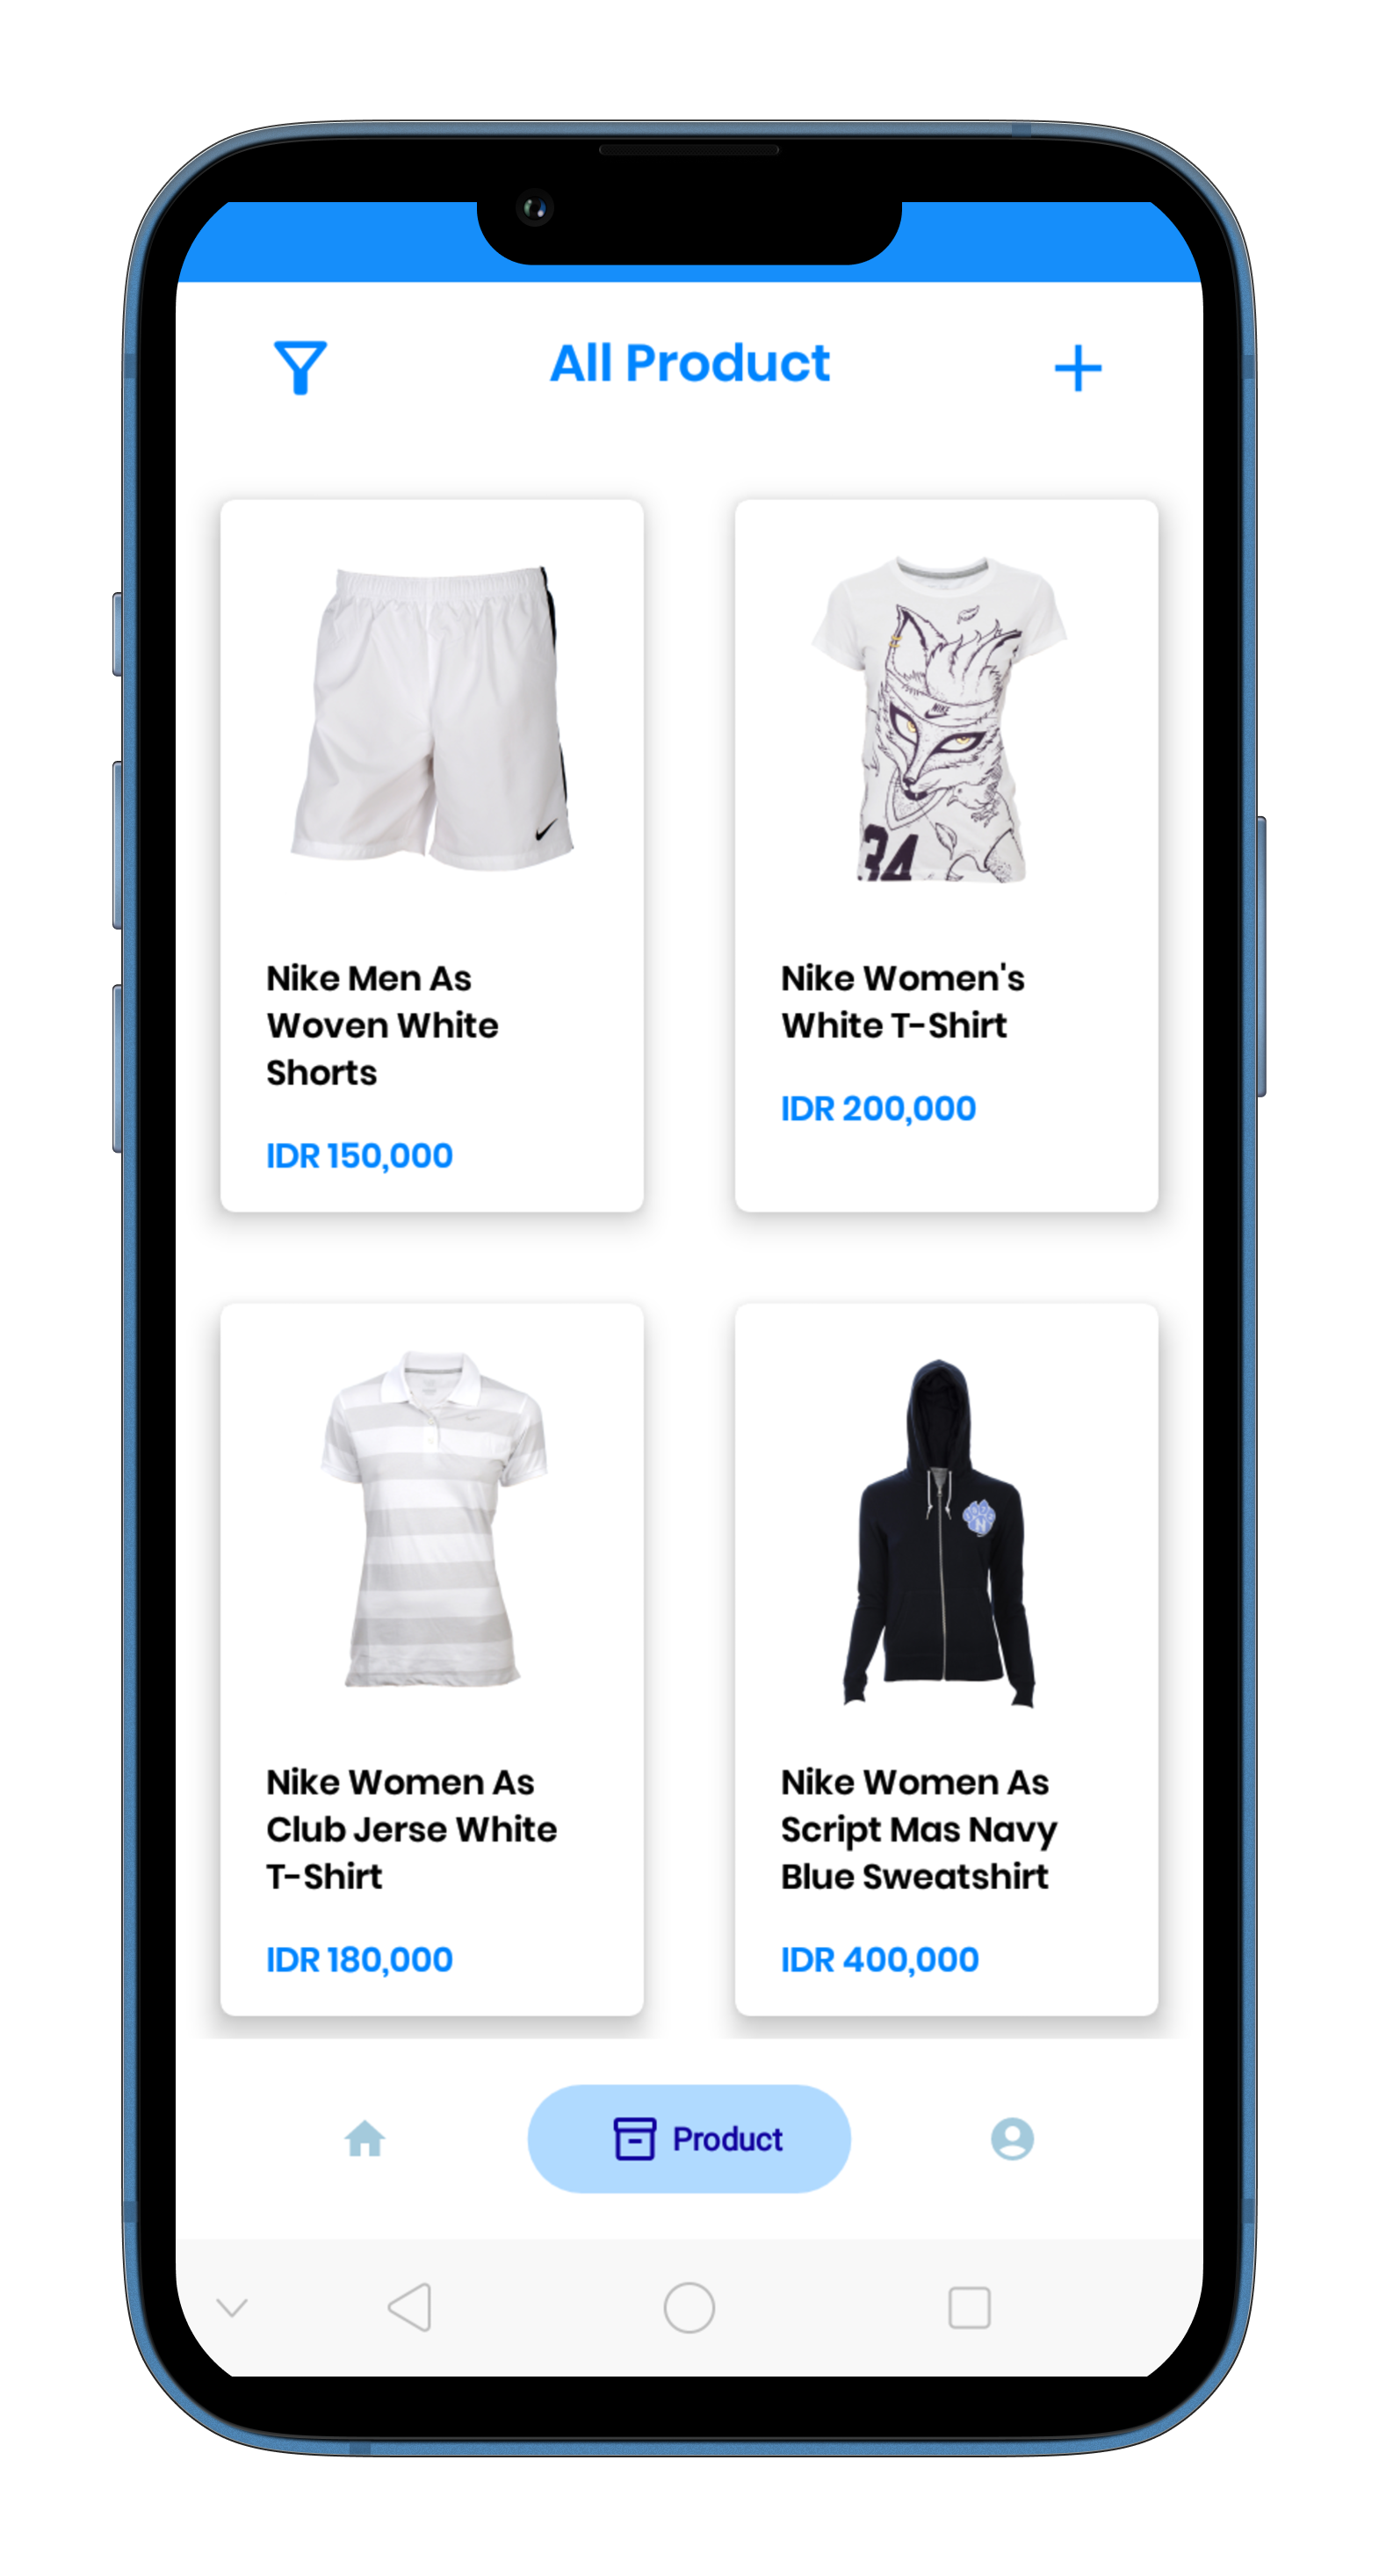 All Product
NIKE
34
N
Nike Men As
Woven White
Shorts
IDR 150,000
Nike Women's
White T-Shirt
IDR 200,000
Nike Women As
Club Jerse White
T-Shirt
IDR 180,000
Nike Women As
Script Mas Navy
Blue Sweatshirt
IDR 400,000
Product